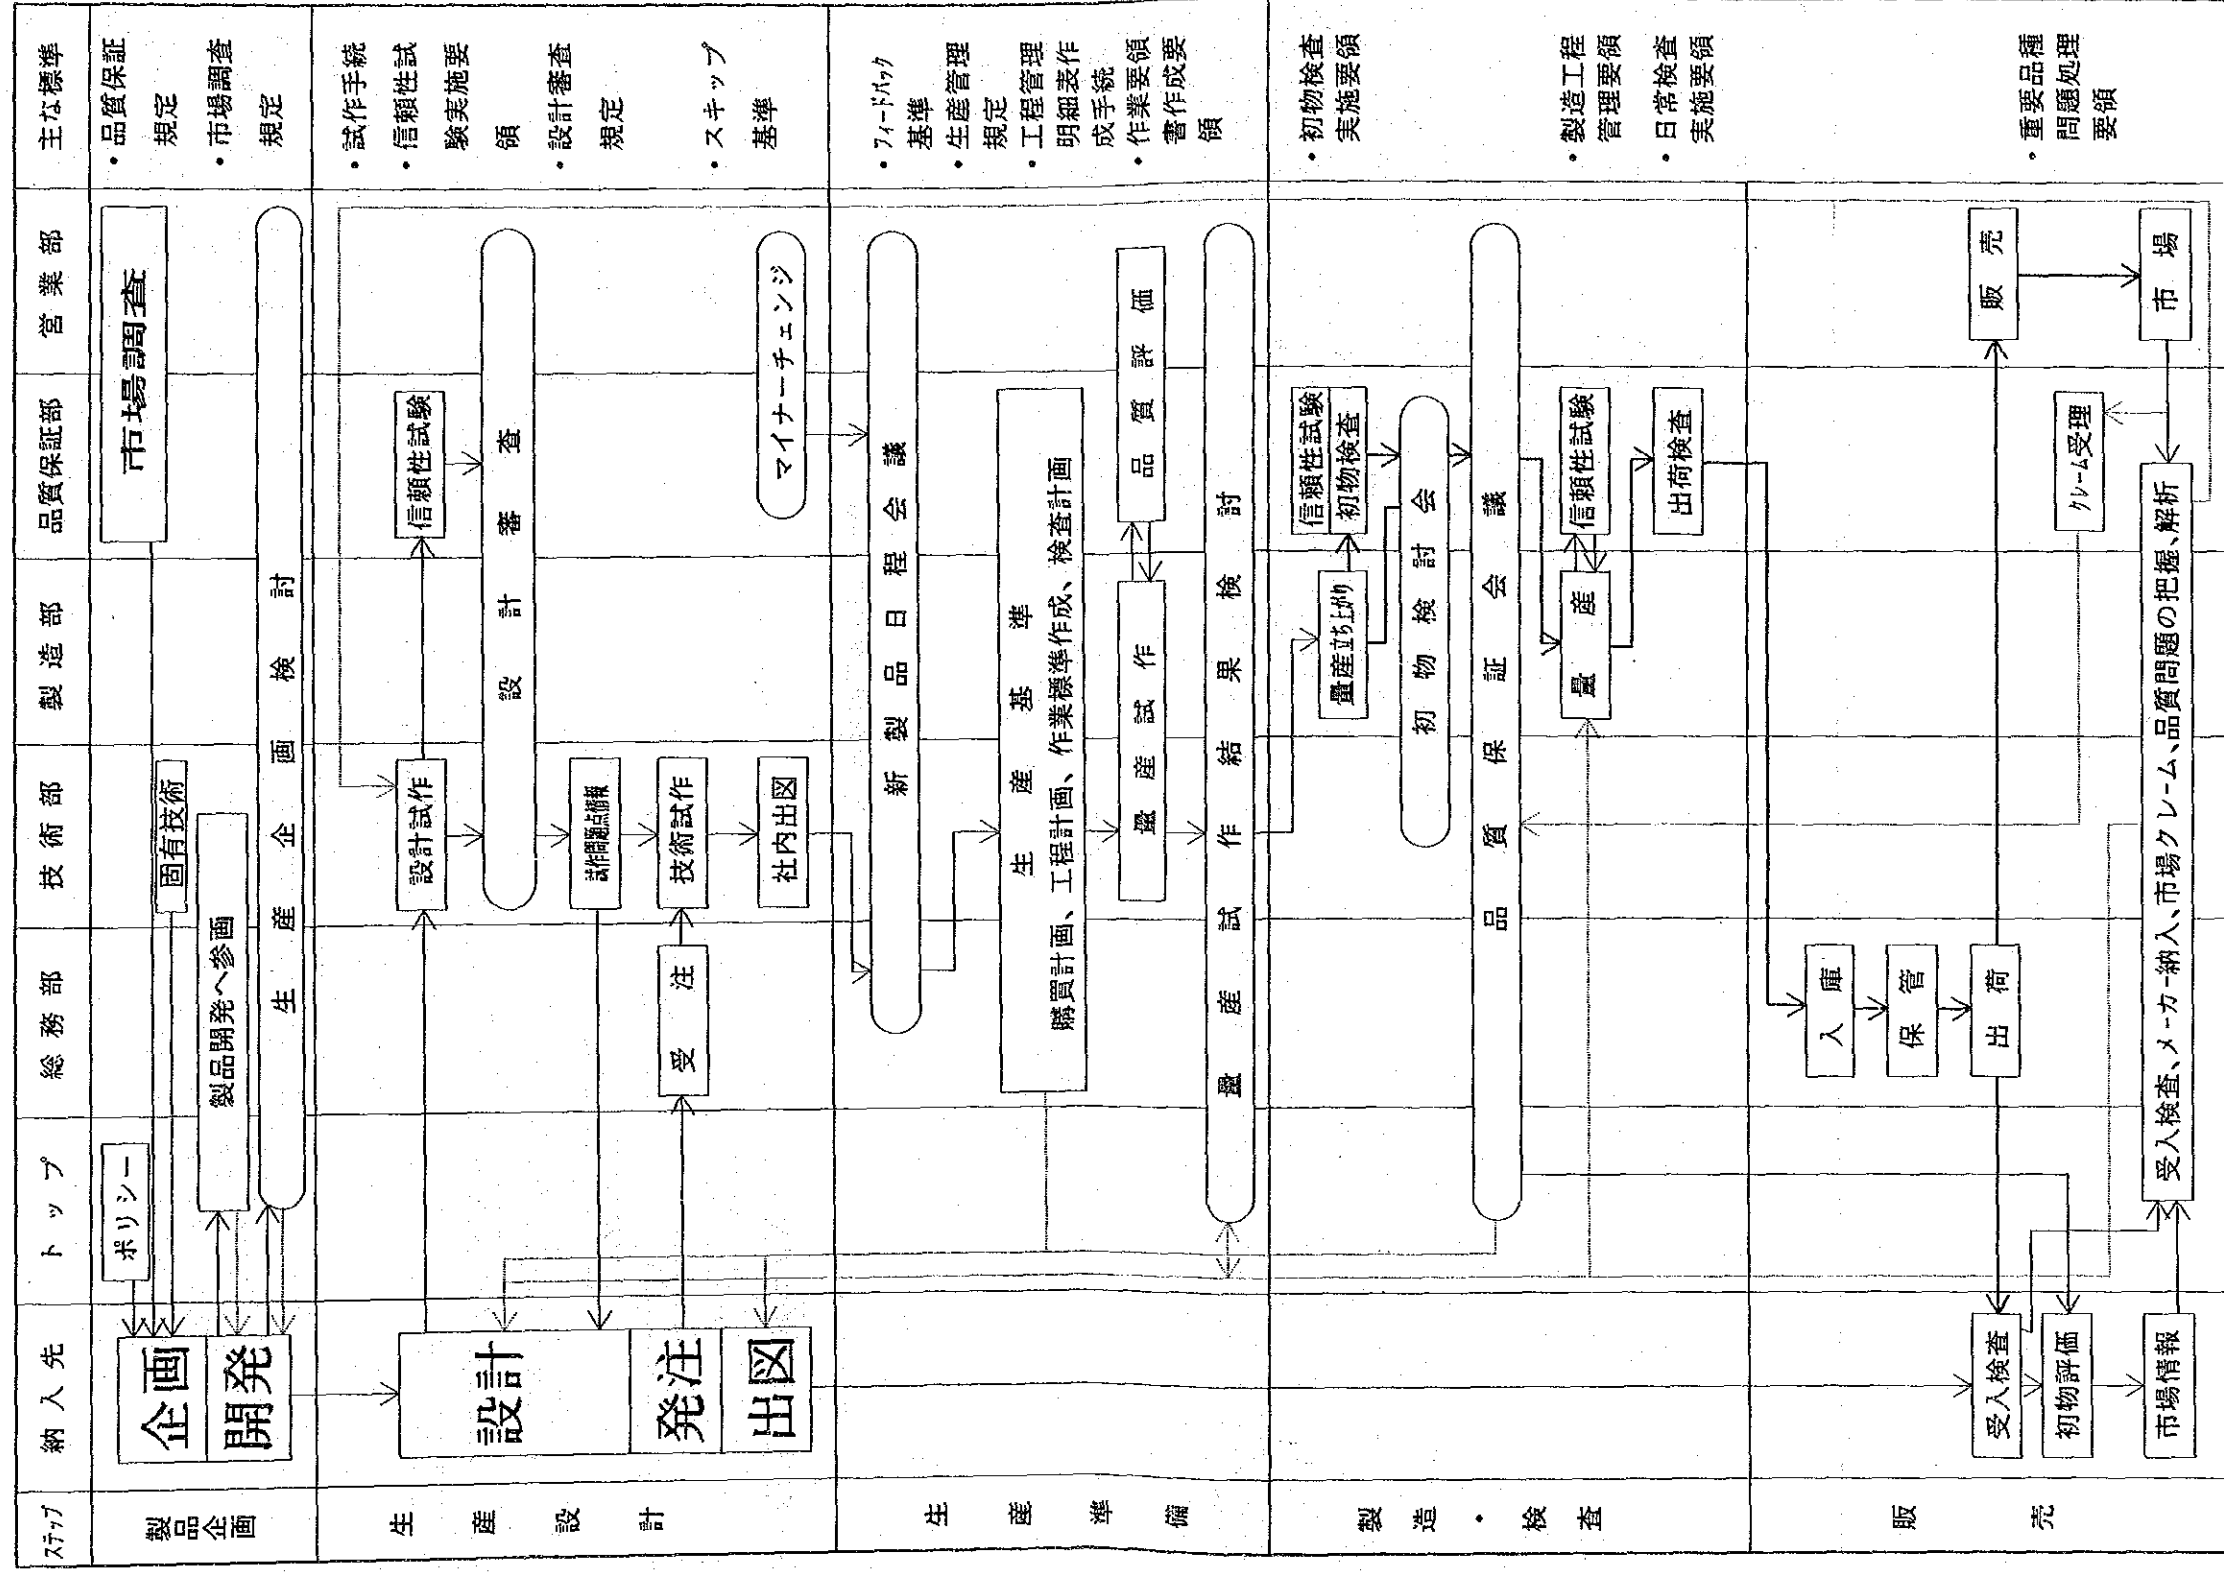 ステップ
納入先
トップ
総務部
技術部
製造部
品質保証部
営業部
主な標準
製品企画
企画
開発
ポリシー
製品開発へ参画
固有技術
市場調査
生産企画検討
・品質保証
規定
・市場調査
規定
生産設計
設計
発注
出図
受注
設計試作
信頼性試験
設計審査
試作問題点情報
技術試作
社内出図
マイナーチェンジ
・試作手続
・信頼性試
験実施要
領
・設計審査
規定
・スキップ
基準
生産準備
新製品日程会議
生産基準
購買計画、工程計画、作業標準作成、検査計画
量産試作
品質評価
量産試作結果検討
・フィードバック
基準
・生産管理
規定
・工程管理
明細表作
成手続
・作業要領
書作成要
領
製造・検査
量産立ち上がり
信頼性試験
初物検査
初物検討会
品質保証会議
量産
信頼性試験
出荷検査
・初物検査
実施要領
・製造工程
管理要領
・日常検査
実施要領
販売
入庫
保管
出荷
販売
市場
クレーム受理
受入検査
初物評価
市場情報
受入検査、メーカー納入、市場クレーム、品質問題の把握、解析
・重要品種
問題処理
要領